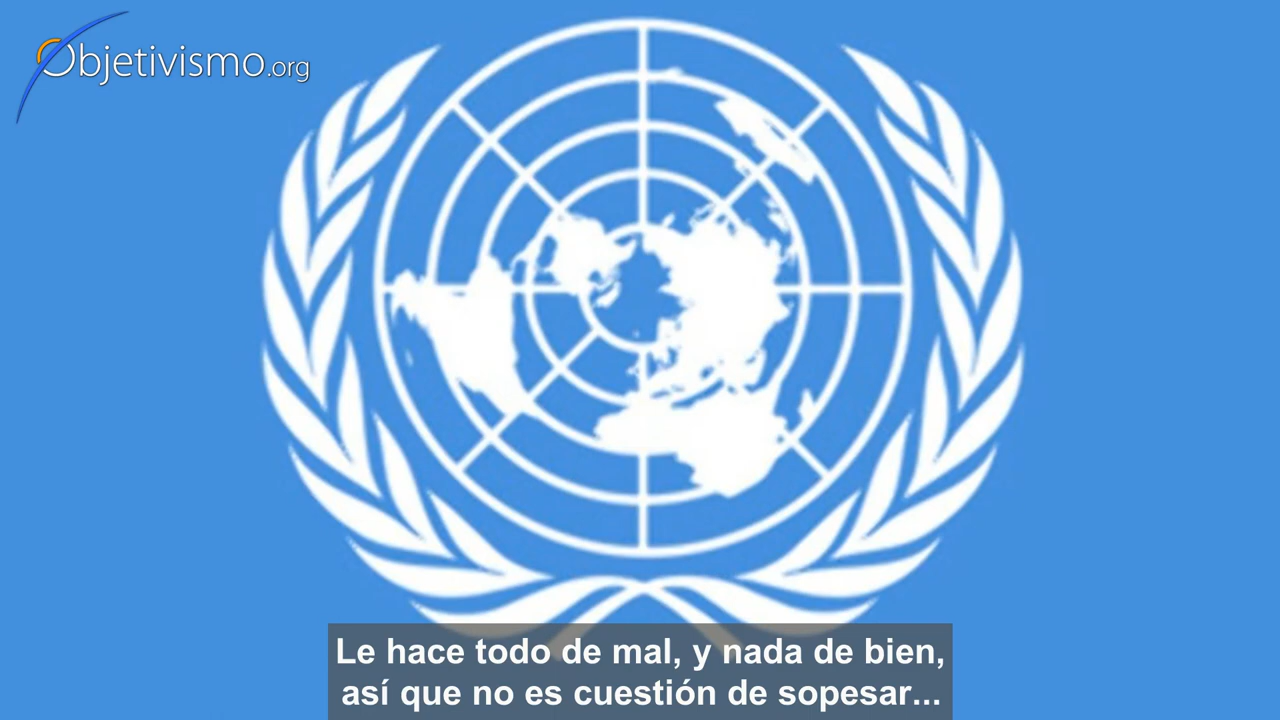 Objetivismo.org
Le hace todo de mal, y nada de bien,
así que no es cuestión de sopesar...